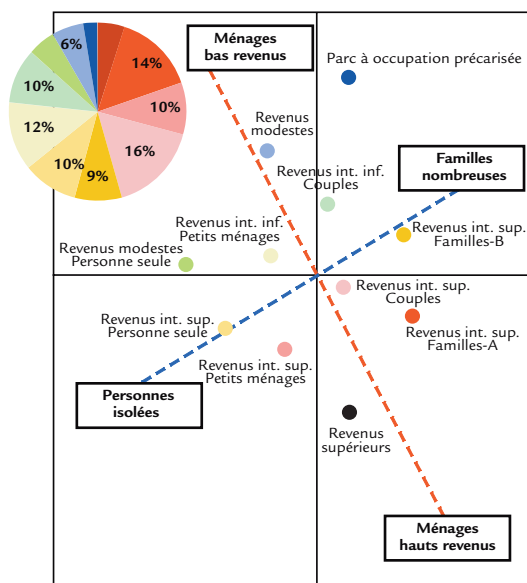 Ménages
bas revenus
Parc à occupation précarisée
6%
14%
10%
10%
12%
16%
10%
9%
Revenus
modestes
Familles
nombreuses
Revenus int. inf.
Couples
Revenus int. inf.
Petits ménages
Revenus int. sup.
Familles-B
Revenus modestes
Personne seule
Revenus int. sup.
Couples
Revenus int. sup.
Personne seule
Revenus int. sup.
Familles-A
Revenus int. sup.
Petits ménages
Personnes
isolées
Revenus
supérieurs
Ménages
hauts revenus